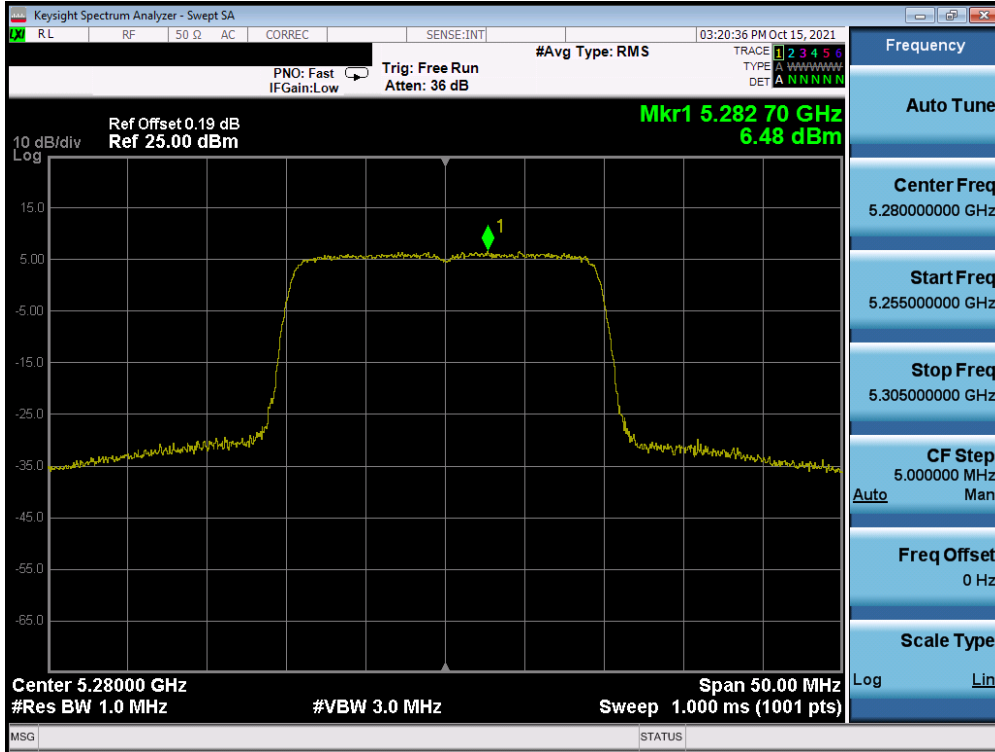 Keysight Spectrum Analyzer - Swept SA
LXI RL RF 50 Ω AC CORREC SENSE:INT 03:20:36 PM Oct 15, 2021
#Avg Type: RMS TRACE 1 2 3 4 5 6
PNO: Fast Trig: Free Run TYPE A WWWWWW
IFGain:Low Atten: 36 dB DET A N N N N N
Mkr1 5.282 70 GHz
6.48 dBm
Ref Offset 0.19 dB
10 dB/div Ref 25.00 dBm
Log
1
15.0
5.00
-5.00
-15.0
-25.0
-35.0
-45.0
-55.0
-65.0
Center 5.28000 GHz Span 50.00 MHz
#Res BW 1.0 MHz #VBW 3.0 MHz Sweep 1.000 ms (1001 pts)
MSG STATUS
Frequency
Auto Tune
Center Freq
5.280000000 GHz
Start Freq
5.255000000 GHz
Stop Freq
5.305000000 GHz
CF Step
5.000000 MHz
Auto Man
Freq Offset
0 Hz
Scale Type
Log Lin